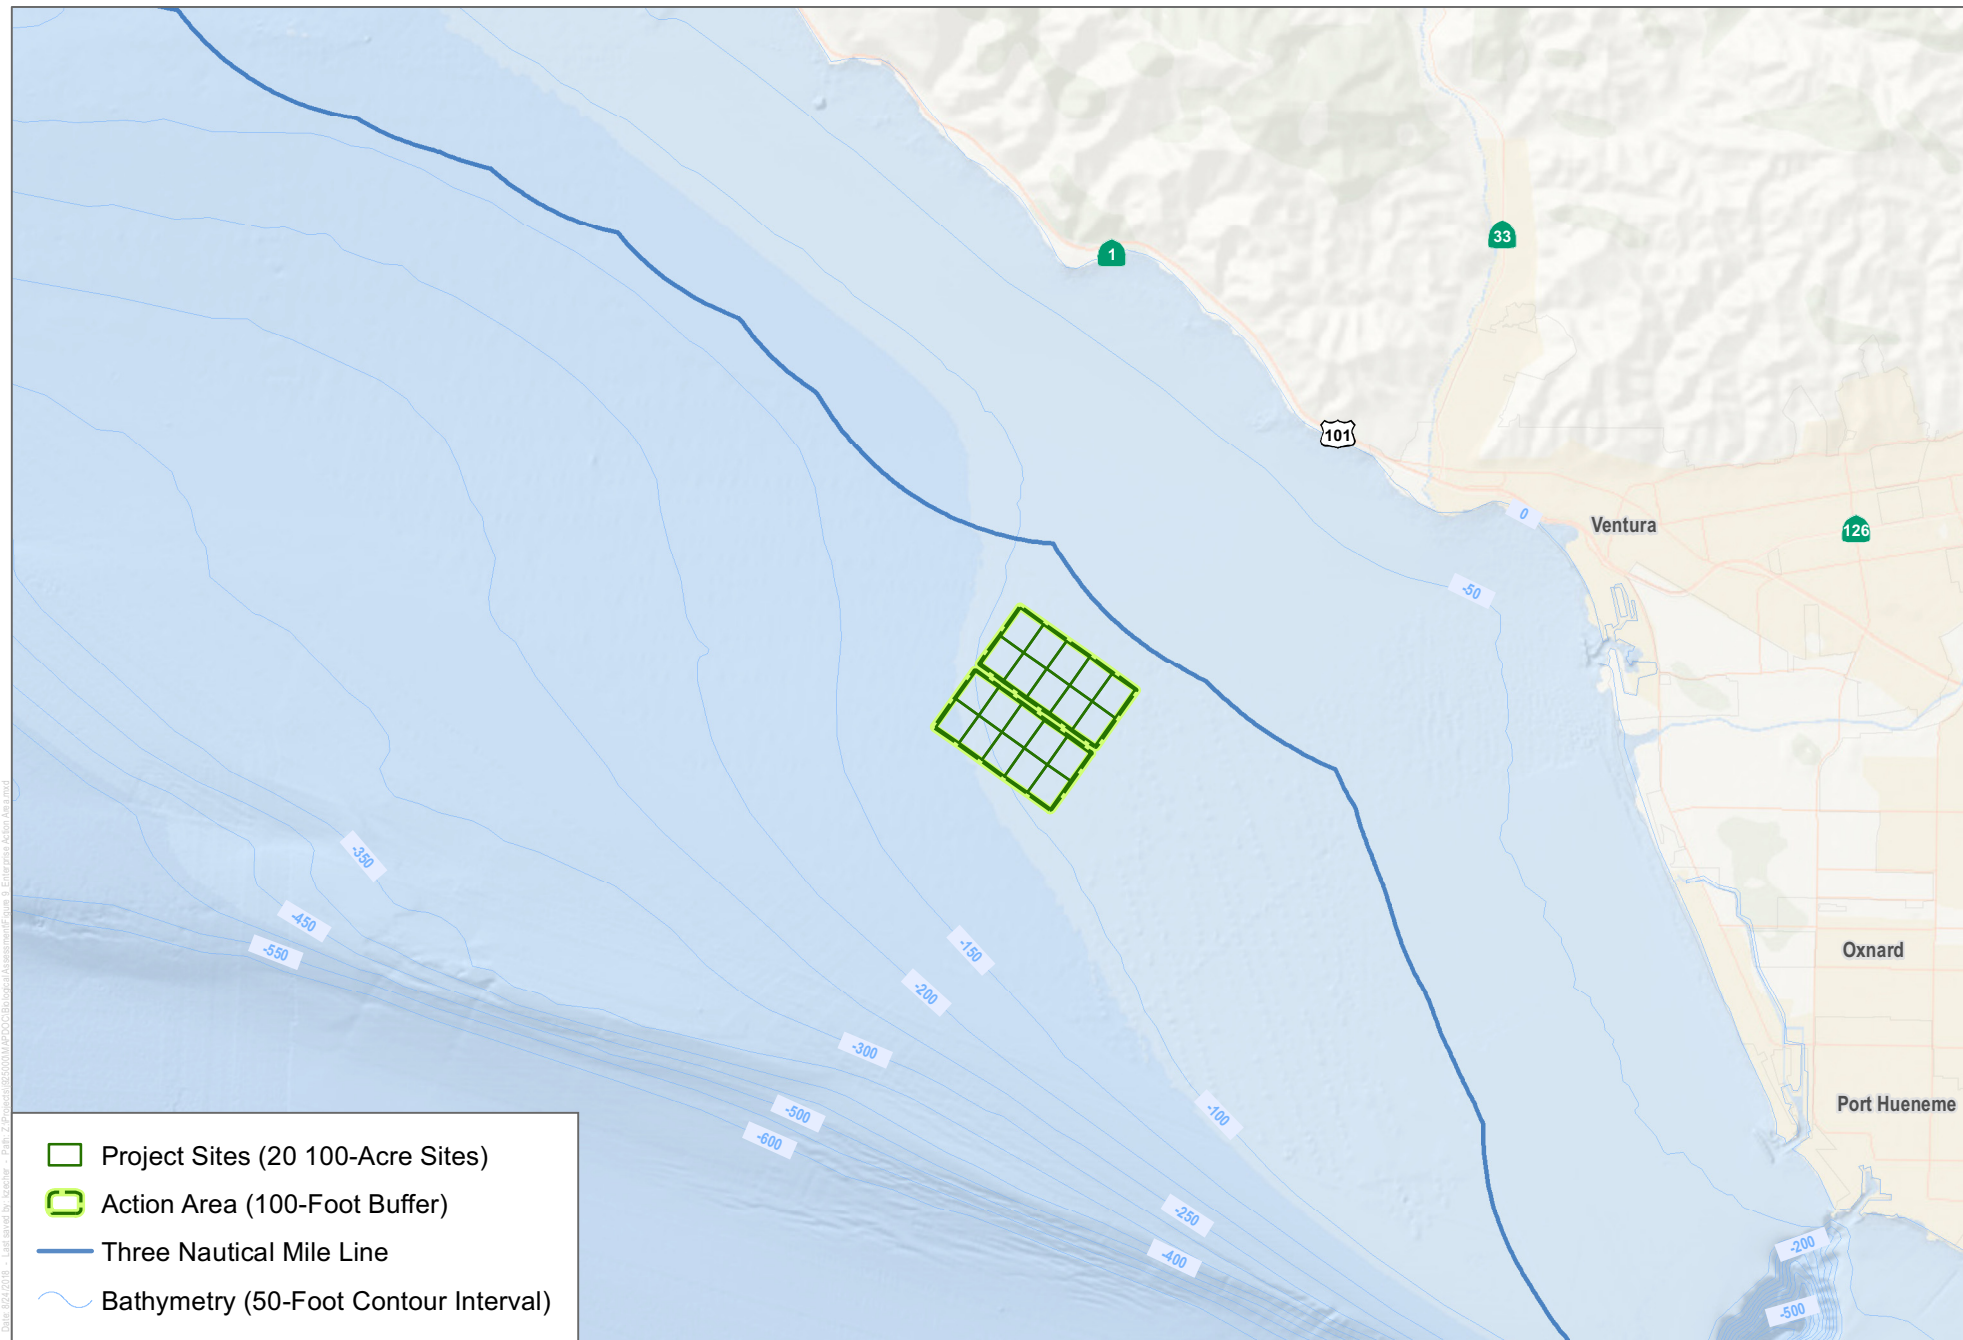 1
33
101
0
Ventura
126
-50
-350
-450
-550
-150
-200
-300
Oxnard
-100
-500
-600
Port Hueneme
-250
-400
-200
-500
Project Sites (20 100-Acre Sites)
Action Area (100-Foot Buffer)
Three Nautical Mile Line
Bathymetry (50-Foot Contour Interval)